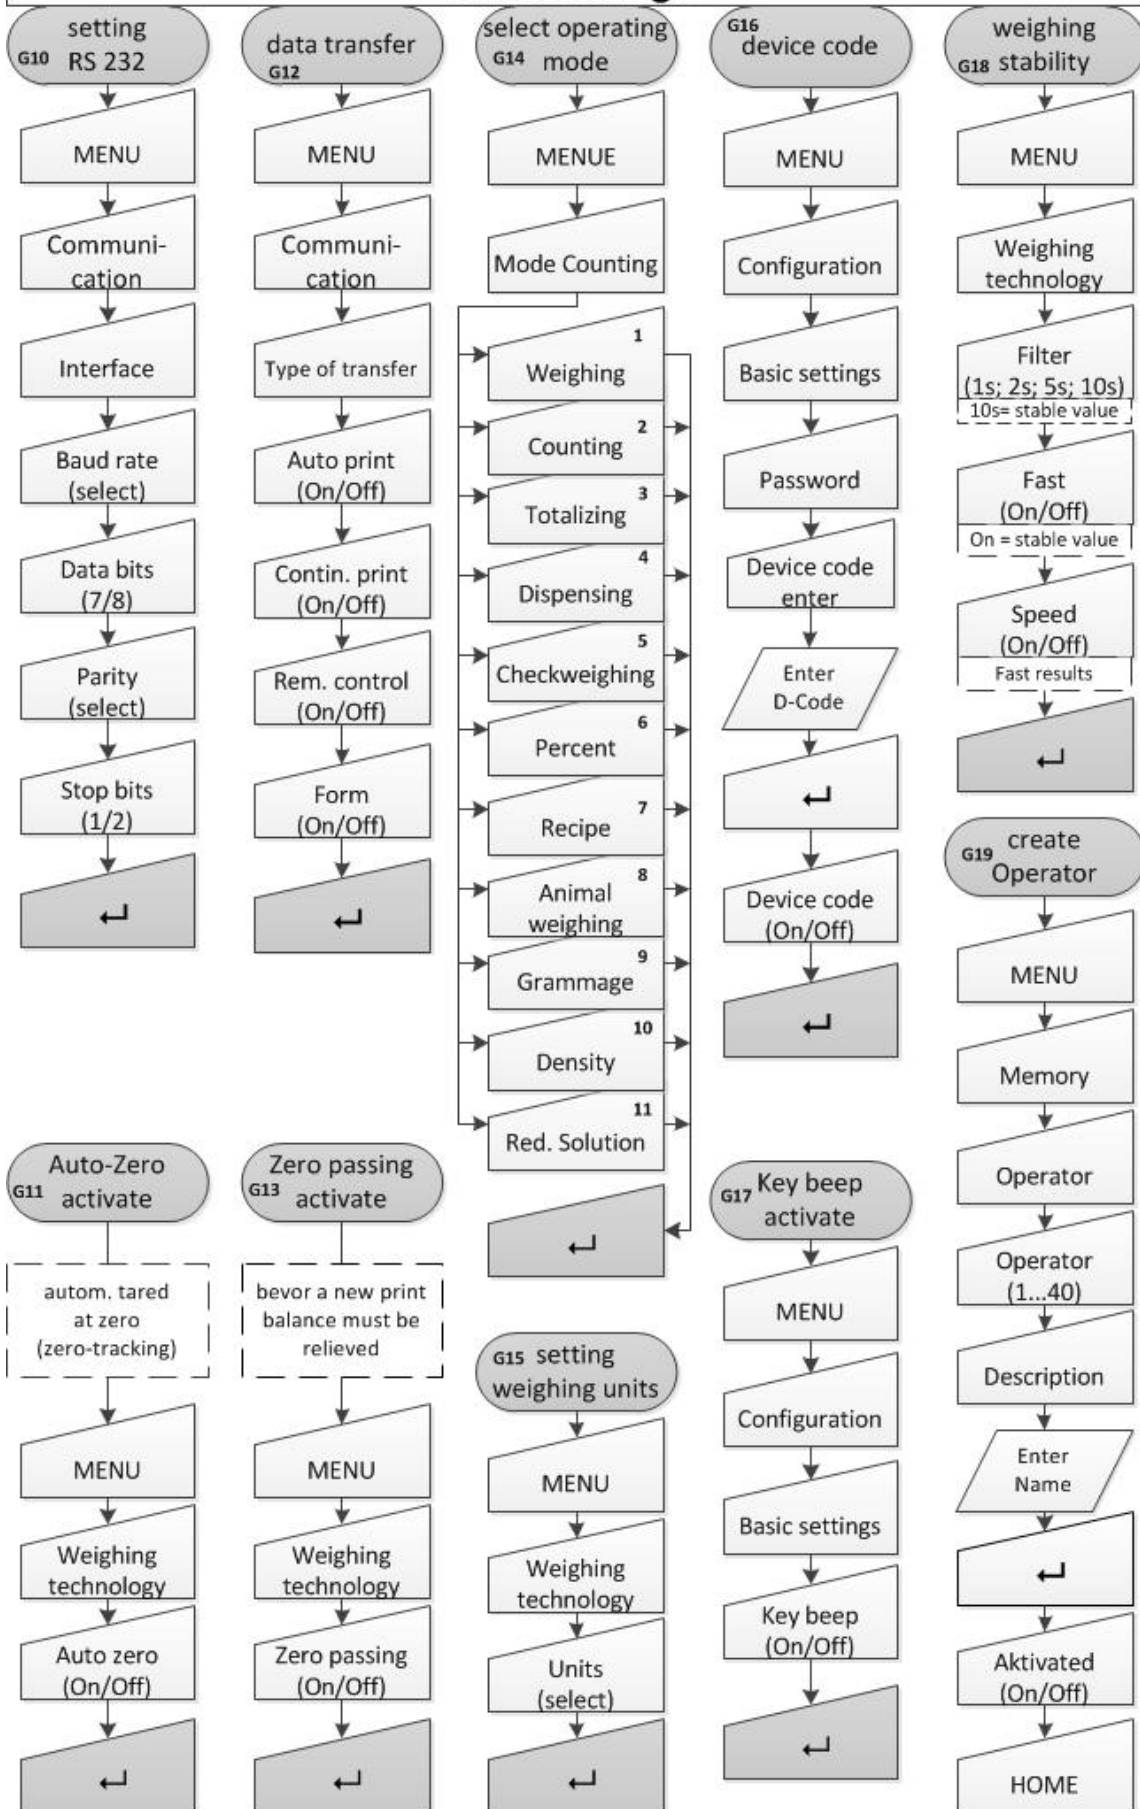 setting
G10 RS 232
MENU
Communi-
cation
Interface
Baud rate
(select)
Data bits
(7/8)
Parity
(select)
Stop bits
(1/2)
↵
data transfer
G12
MENU
Communi-
cation
Type of transfer
Auto print
(On/Off)
Contin. print
(On/Off)
Rem. control
(On/Off)
Form
(On/Off)
↵
select operating
G14 mode
MENUE
Mode Counting
1
Weighing
2
Counting
3
Totalizing
4
Dispensing
5
Checkweighing
6
Percent
7
Recipe
8
Animal
weighing
9
Grammage
10
Density
11
Red. Solution
↵
G16
device code
MENU
Configuration
Basic settings
Password
Device code
enter
Enter
D-Code
↵
Device code
(On/Off)
↵
weighing
G18 stability
MENU
Weighing
technology
Filter
(1s; 2s; 5s; 10s)
10s= stable value
Fast
(On/Off)
On = stable value
Speed
(On/Off)
Fast results
↵
Auto-Zero
G11 activate
autom. tared
at zero
(zero-tracking)
MENU
Weighing
technology
Auto zero
(On/Off)
↵
Zero passing
G13 activate
bevor a new print
balance must be
relieved
MENU
Weighing
technology
Zero passing
(On/Off)
↵
G15 setting
weighing units
MENU
Weighing
technology
Units
(select)
↵
G17 Key beep
activate
MENU
Configuration
Basic settings
Key beep
(On/Off)
↵
G19 create
Operator
MENU
Memory
Operator
Operator
(1...40)
Description
Enter
Name
↵
Aktivated
(On/Off)
HOME